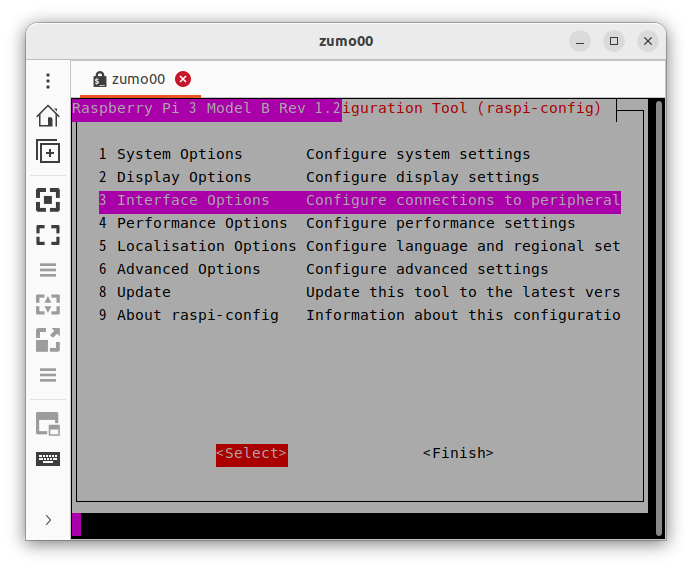 zumo00
zumo00
Raspberry Pi 3 Model B Rev 1.2iguration Tool (raspi-config)
1 System Options Configure system settings
2 Display Options Configure display settings
3 Interface Options Configure connections to peripheral
4 Performance Options Configure performance settings
5 Localisation Options Configure language and regional set
6 Advanced Options Configure advanced settings
8 Update Update this tool to the latest vers
9 About raspi-config Information about this configuratio
<Select> <Finish>